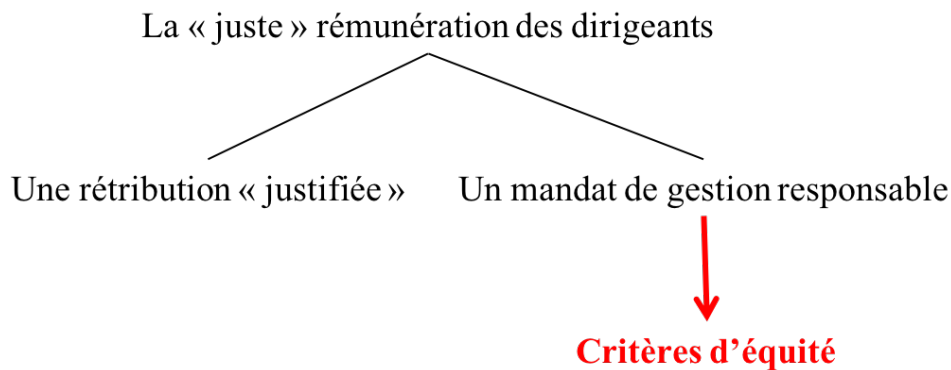 La « juste » rémunération des dirigeants
Une rétribution « justifiée » Un mandat de gestion responsable
Critères d’équité